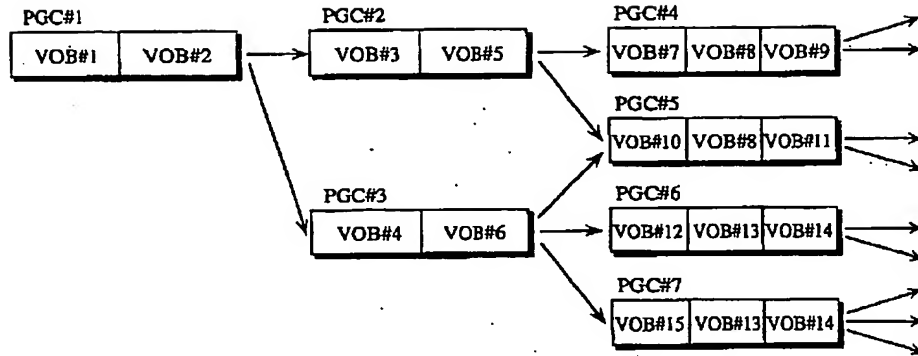 PGC#1
VOB#1 VOB#2
PGC#2
VOB#3 VOB#5
PGC#4
VOB#7 VOB#8 VOB#9
PGC#5
VOB#10 VOB#8 VOB#11
PGC#3
VOB#4 VOB#6
PGC#6
VOB#12 VOB#13 VOB#14
PGC#7
VOB#15 VOB#13 VOB#14